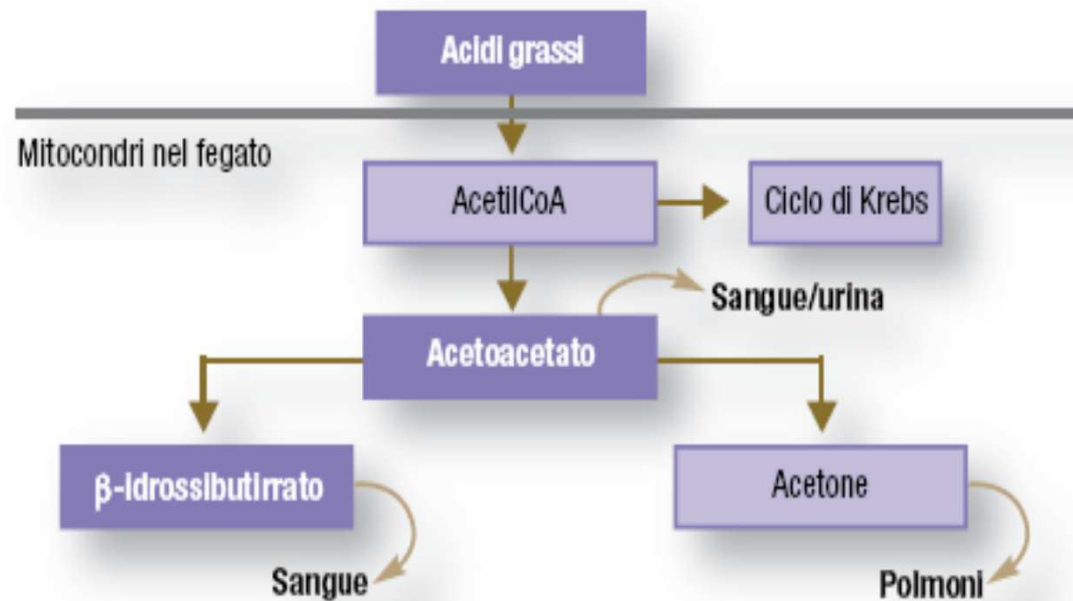 Acidi grassi
Mitocondri nel fegato
AcetilCoA
Ciclo di Krebs
Sangue/urina
Acetoacetato
β-idrossibutirrato
Acetone
Sangue
Polmoni